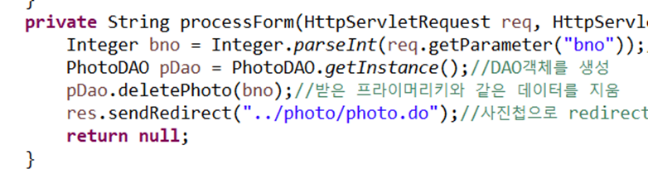 }
private String processForm(HttpServletRequest req, HttpServle
Integer bno = Integer.parseInt(req.getParameter("bno"));
PhotoDAO pDao = PhotoDAO.getInstance();//DAO객체를 생성
pDao.deletePhoto(bno);//받은 프라이머리키와 같은 데이터를 지움
res.sendRedirect("../photo/photo.do");//사진첩으로 redirect
return null;
}